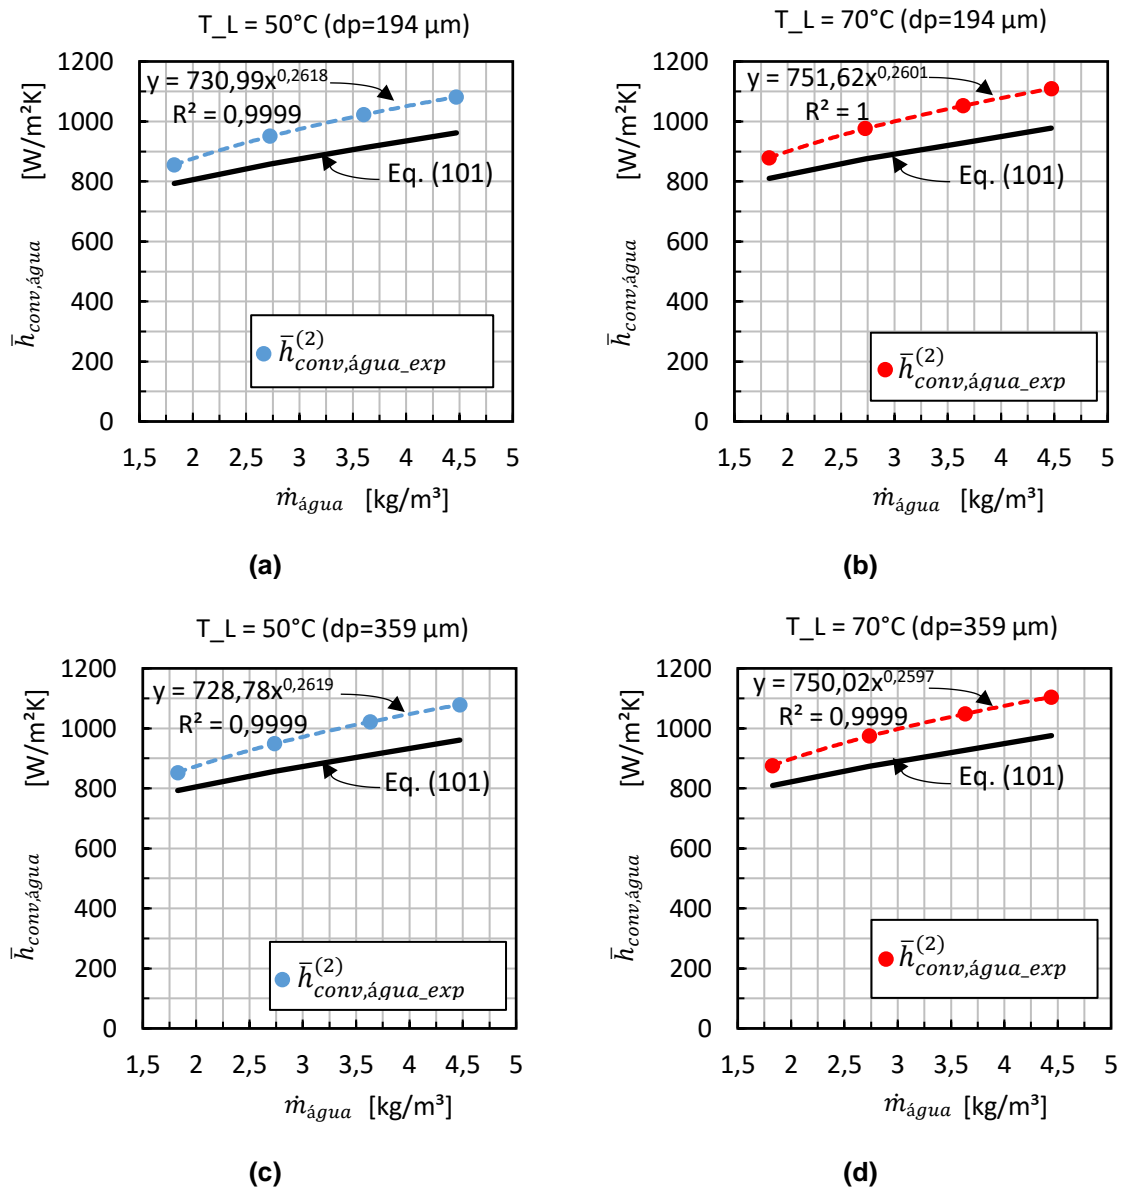 T_L = 50°C (dp=194 µm)
1200
1000
800
600
400
200
0
h̄conv,água [W/m²K]
y = 730,99x^0,2618
R² = 0,9999
Eq. (101)
h̄(2)conv,água_exp
1,5 2 2,5 3 3,5 4 4,5 5
ṁágua [kg/m³]
(a)
T_L = 70°C (dp=194 µm)
1200
1000
800
600
400
200
0
h̄conv,água [W/m²K]
y = 751,62x^0,2601
R² = 1
Eq. (101)
h̄(2)conv,água_exp
1,5 2 2,5 3 3,5 4 4,5 5
ṁágua [kg/m³]
(b)
T_L = 50°C (dp=359 µm)
1200
1000
800
600
400
200
0
h̄conv,água [W/m²K]
y = 728,78x^0,2619
R² = 0,9999
Eq. (101)
h̄(2)conv,água_exp
1,5 2 2,5 3 3,5 4 4,5 5
ṁágua [kg/m³]
(c)
T_L = 70°C (dp=359 µm)
1200
1000
800
600
400
200
0
h̄conv,água [W/m²K]
y = 750,02x^0,2597
R² = 0,9999
Eq. (101)
h̄(2)conv,água_exp
1,5 2 2,5 3 3,5 4 4,5 5
ṁágua [kg/m³]
(d)